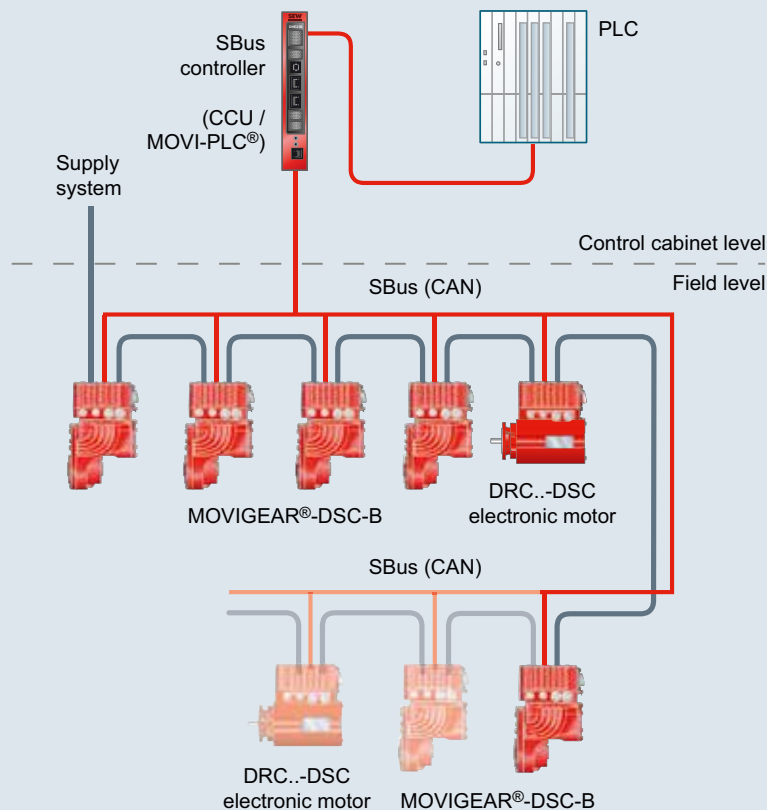 SEW
SBus
controller
(CCU /
MOVI-PLC®)
PLC
Supply
system
Control cabinet level
Field level
SBus (CAN)
MOVIGEAR®-DSC-B
DRC..-DSC
electronic motor
SBus (CAN)
DRC..-DSC
electronic motor
MOVIGEAR®-DSC-B